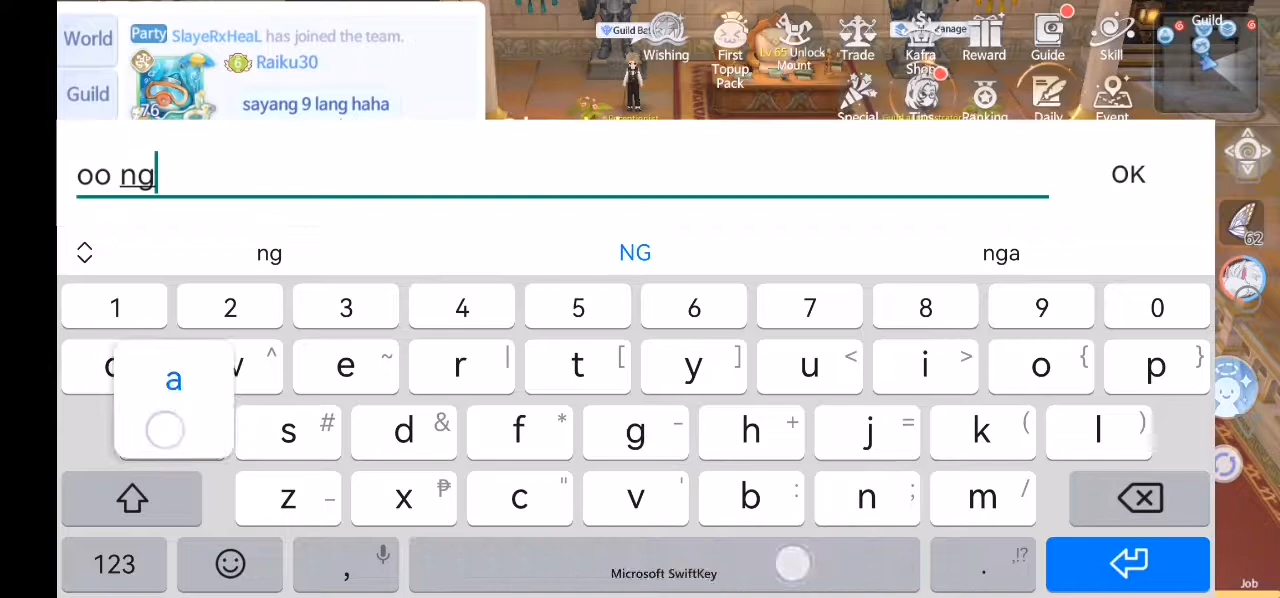 World
Guild
Party SlayeRxHeaL has joined the team.
Raiku30
76
sayang 9 lang haha
Wishing
First
Topup
Pack
Lv 65 Unlock
Mount
Trade
Kafra
Shop
Reward
Guide
Skill
Guild
Special
Tips
Ranking
Daily
Event
62
oo ng
OK
ng
NG
nga
1 2 3 4 5 6 7 8 9 0
^ e ~ r | t [ y ] u < i > o { p }
a s # d & f * g - h + j = k ( l )
z _ x ₱ c " v ' b : n ; m /
123 , Microsoft SwiftKey . ,!?
Job